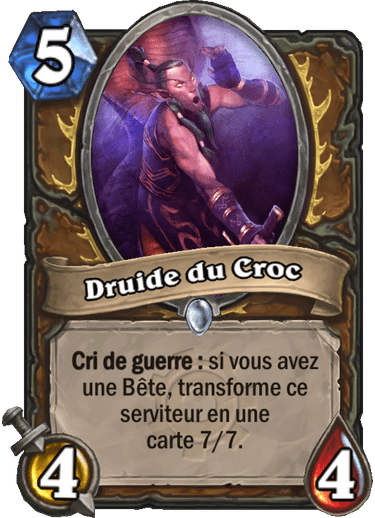 5
Druide du Croc
Cri de guerre : si vous avez
une Bête, transforme ce
serviteur en une
carte 7/7.
4
4